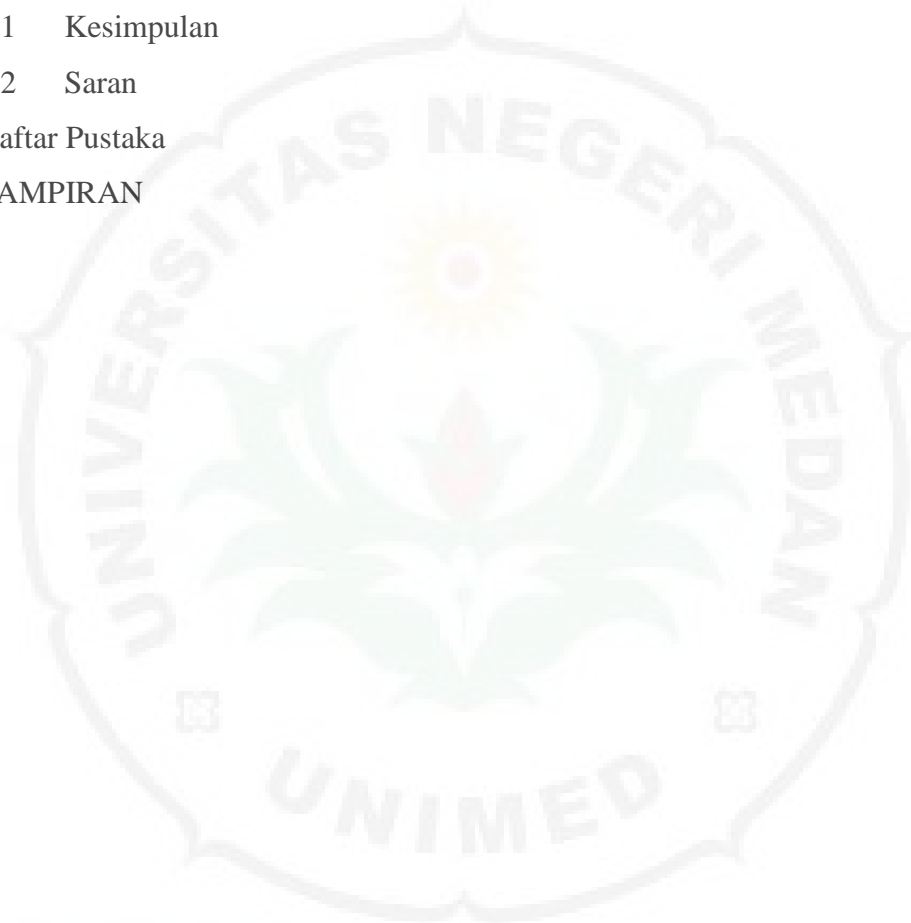 1 Kesimpulan
2 Saran
aftar Pustaka
AMPIRAN
UNIVERSITAS NEGERI MEDAN
UNIMED